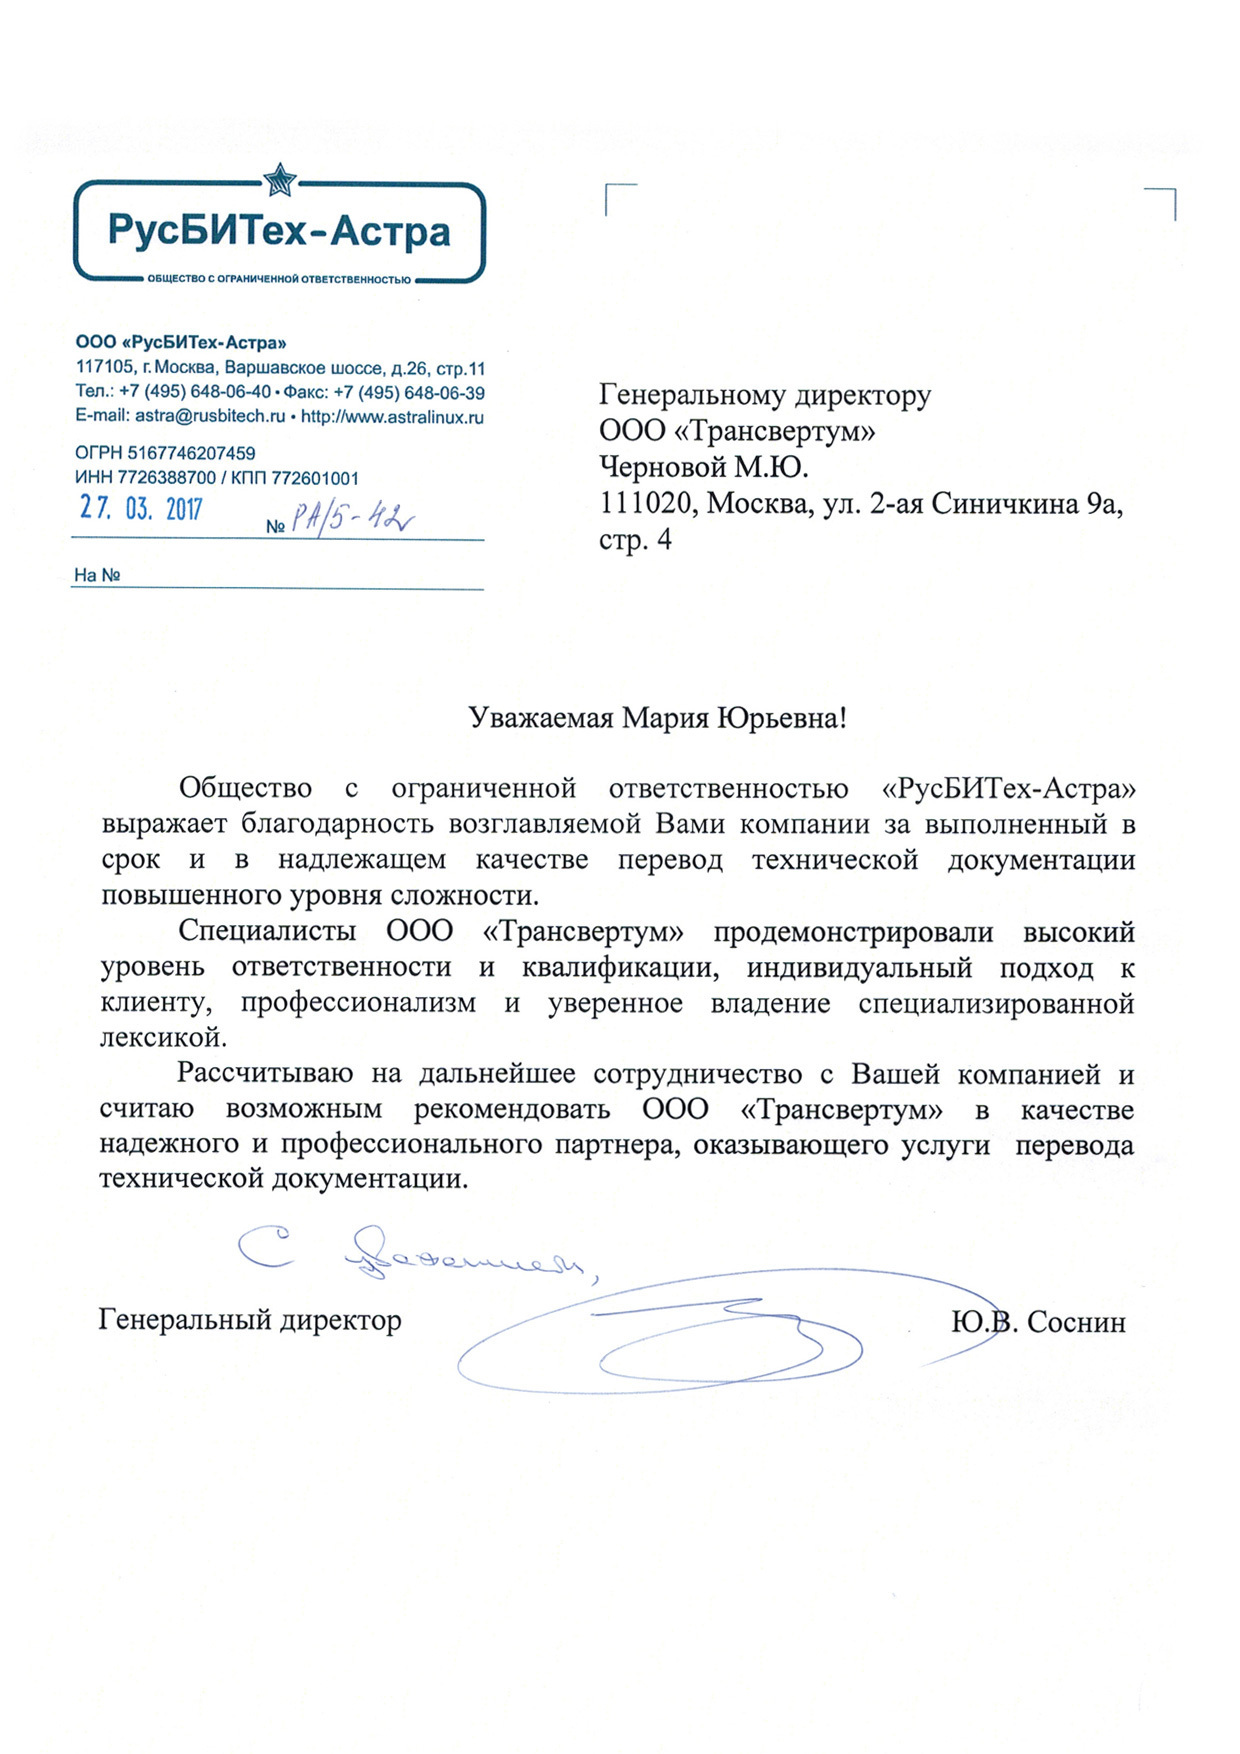 РусБИТех-Астра
ОБЩЕСТВО С ОГРАНИЧЕННОЙ ОТВЕТСТВЕННОСТЬЮ
ООО «РусБИТех-Астра»
117105, г.Москва, Варшавское шоссе, д.26, стр.11
Тел.: +7 (495) 648-06-40 • Факс: +7 (495) 648-06-39
E-mail: astra@rusbitech.ru • http://www.astralinux.ru
ОГРН 5167746207459
ИНН 7726388700 / КПП 772601001
27. 03. 2017 № РА/5-42
На №
Генеральному директору
ООО «Трансвертум»
Черновой М.Ю.
111020, Москва, ул. 2-ая Синичкина 9а,
стр. 4
Уважаемая Мария Юрьевна!
Общество с ограниченной ответственностью «РусБИТех-Астра»
выражает благодарность возглавляемой Вами компании за выполненный в
срок и в надлежащем качестве перевод технической документации
повышенного уровня сложности.
Специалисты ООО «Трансвертум» продемонстрировали высокий
уровень ответственности и квалификации, индивидуальный подход к
клиенту, профессионализм и уверенное владение специализированной
лексикой.
Рассчитываю на дальнейшее сотрудничество с Вашей компанией и
считаю возможным рекомендовать ООО «Трансвертум» в качестве
надежного и профессионального партнера, оказывающего услуги перевода
технической документации.
С уважением,
Генеральный директор Ю.В. Соснин